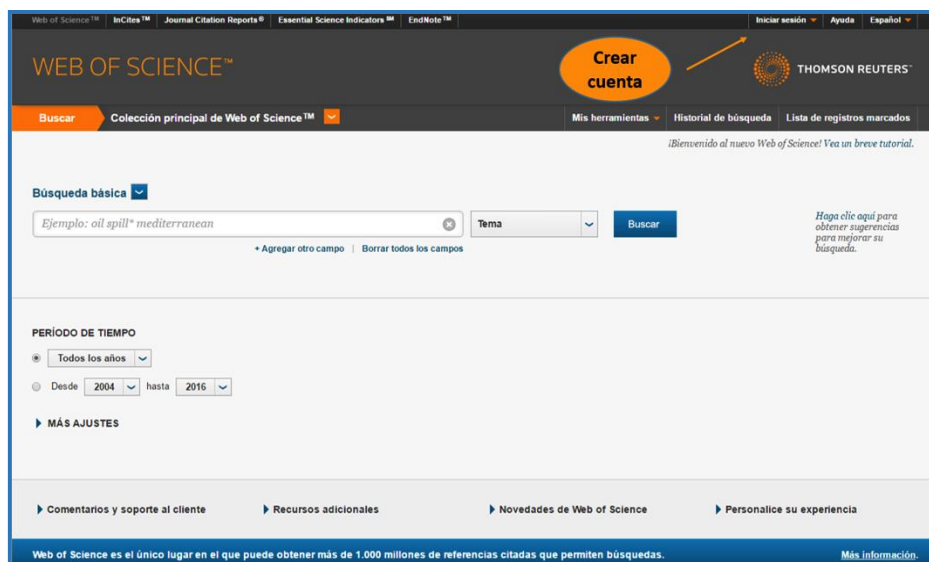 Web of Science™ InCites™ Journal Citation Reports® Essential Science Indicators℠ EndNote™ Iniciar sesión Ayuda Español
WEB OF SCIENCE™
Crear
cuenta
THOMSON REUTERS™
Buscar Colección principal de Web of Science™ Mis herramientas Historial de búsqueda Lista de registros marcados
¡Bienvenido al nuevo Web of Science! Vea un breve tutorial.
Búsqueda básica
Ejemplo: oil spill* mediterranean Tema Buscar
Haga clic aquí para
obtener sugerencias
para mejorar su
búsqueda.
+ Agregar otro campo | Borrar todos los campos
PERÍODO DE TIEMPO
Todos los años
Desde 2004 hasta 2016
MÁS AJUSTES
Comentarios y soporte al cliente Recursos adicionales Novedades de Web of Science Personalice su experiencia
Web of Science es el único lugar en el que puede obtener más de 1.000 millones de referencias citadas que permiten búsquedas. Más información.